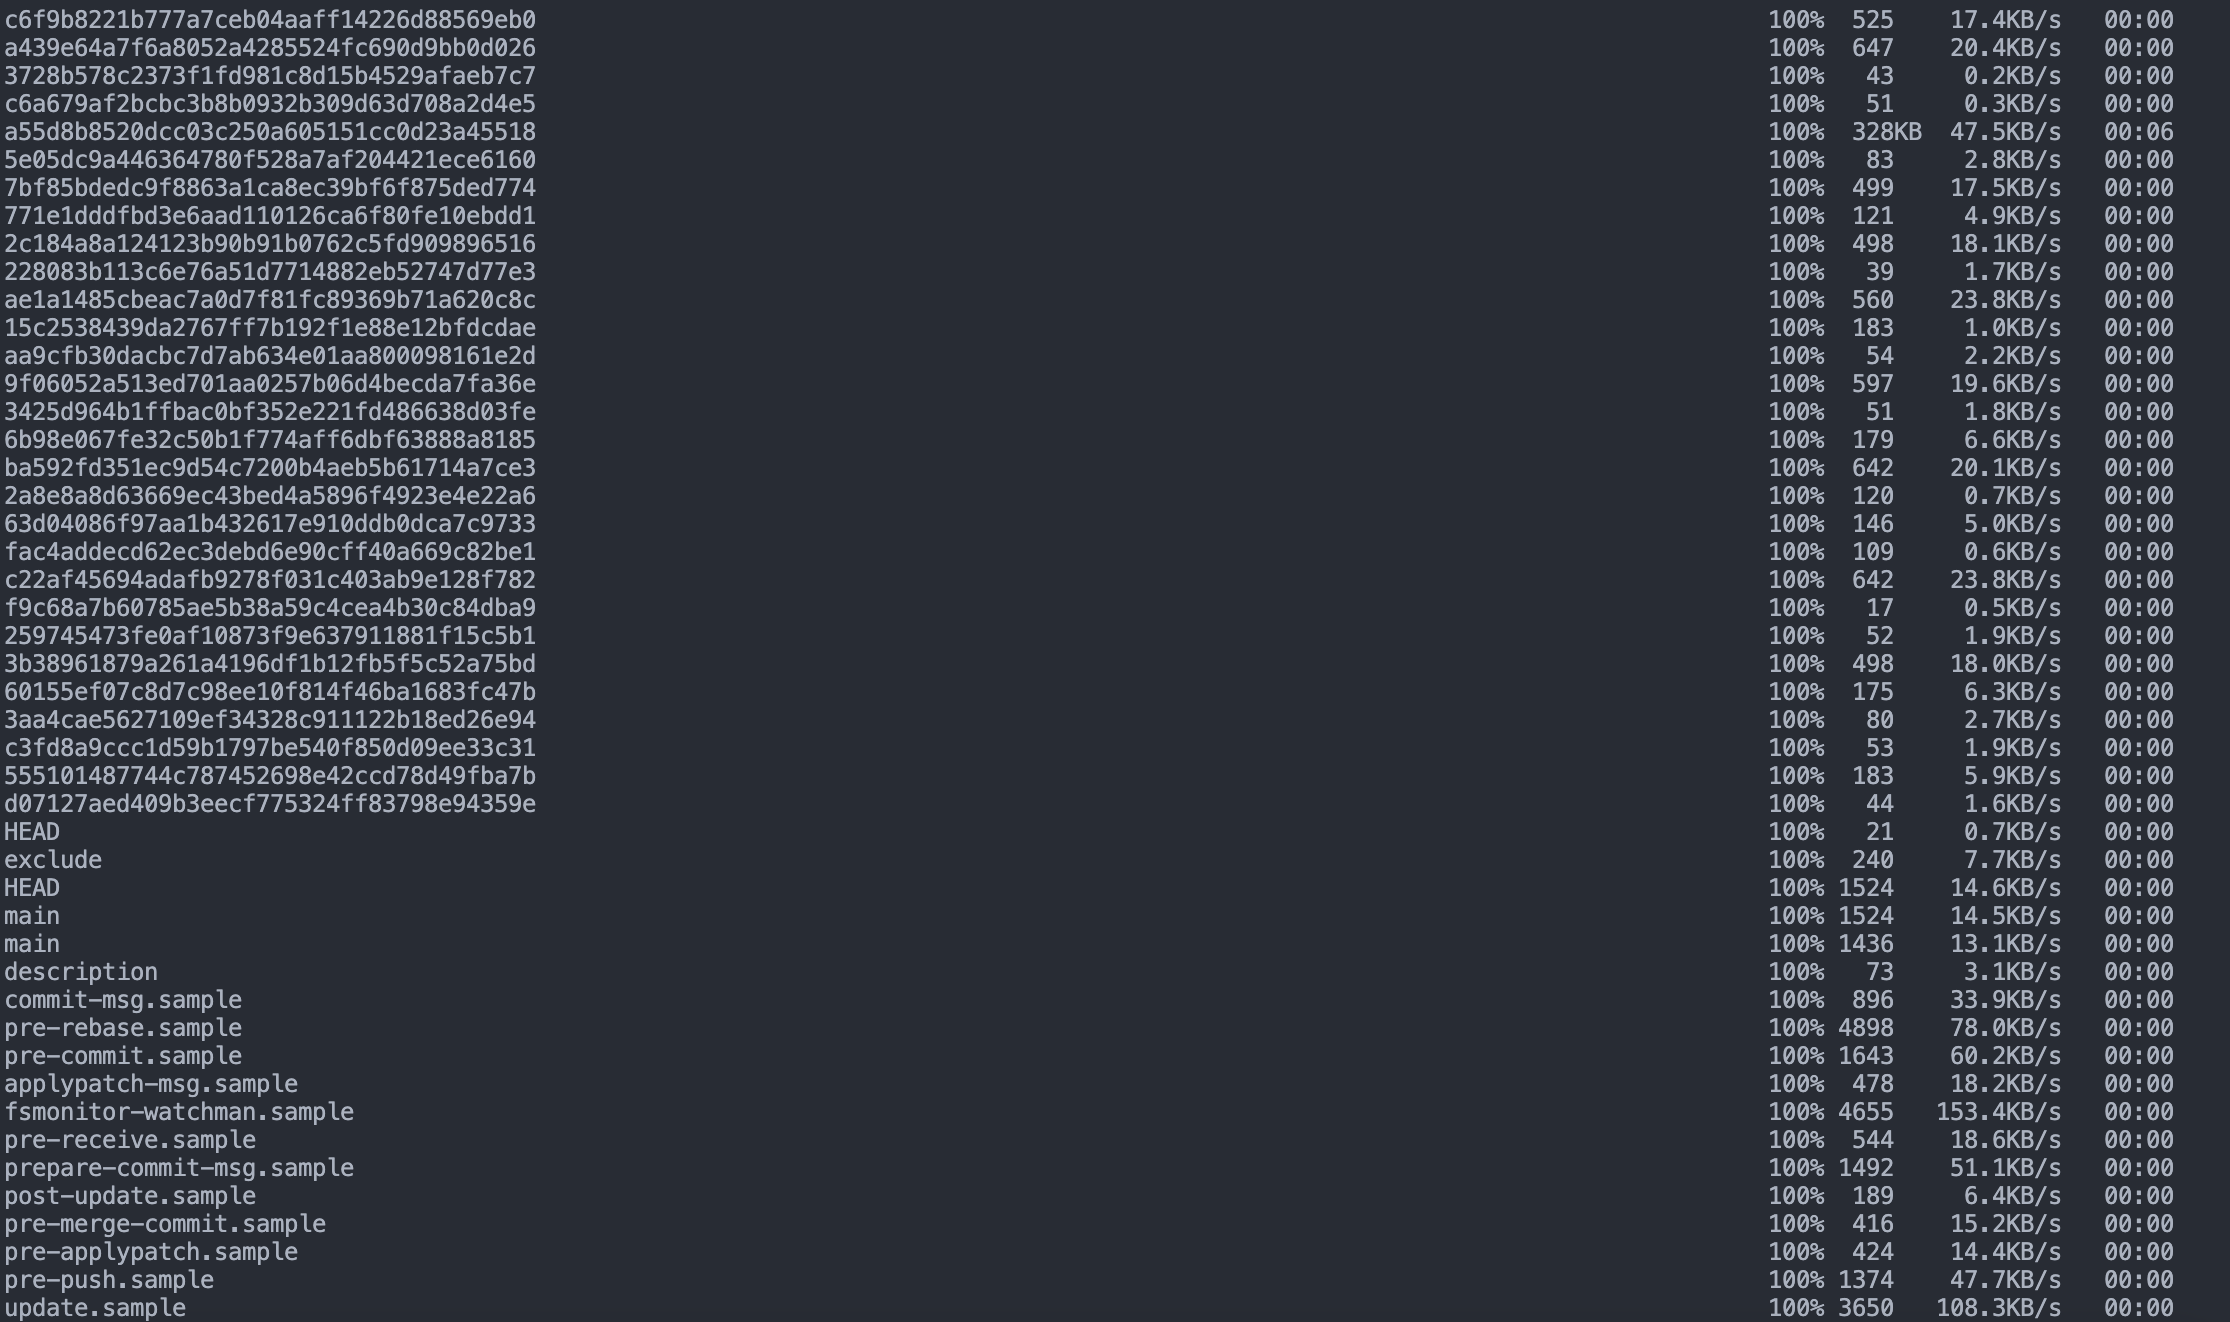 c6f9b8221b777a7ceb04aaff14226d88569eb0 100% 525 17.4KB/s 00:00
a439e64a7f6a8052a4285524fc690d9bb0d026 100% 647 20.4KB/s 00:00
3728b578c2373f1fd981c8d15b4529afaeb7c7 100% 43 0.2KB/s 00:00
c6a679af2bcbc3b8b0932b309d63d708a2d4e5 100% 51 0.3KB/s 00:00
a55d8b8520dcc03c250a605151cc0d23a45518 100% 328KB 47.5KB/s 00:06
5e05dc9a446364780f528a7af204421ece6160 100% 83 2.8KB/s 00:00
7bf85bdedc9f8863a1ca8ec39bf6f875ded774 100% 499 17.5KB/s 00:00
771e1dddfbd3e6aad110126ca6f80fe10ebdd1 100% 121 4.9KB/s 00:00
2c184a8a124123b90b91b0762c5fd909896516 100% 498 18.1KB/s 00:00
228083b113c6e76a51d7714882eb52747d77e3 100% 39 1.7KB/s 00:00
ae1a1485cbeac7a0d7f81fc89369b71a620c8c 100% 560 23.8KB/s 00:00
15c2538439da2767ff7b192f1e88e12bfdcdae 100% 183 1.0KB/s 00:00
aa9cfb30dacbc7d7ab634e01aa800098161e2d 100% 54 2.2KB/s 00:00
9f06052a513ed701aa0257b06d4becda7fa36e 100% 597 19.6KB/s 00:00
3425d964b1ffbac0bf352e221fd486638d03fe 100% 51 1.8KB/s 00:00
6b98e067fe32c50b1f774aff6dbf63888a8185 100% 179 6.6KB/s 00:00
ba592fd351ec9d54c7200b4aeb5b61714a7ce3 100% 642 20.1KB/s 00:00
2a8e8a8d63669ec43bed4a5896f4923e4e22a6 100% 120 0.7KB/s 00:00
63d04086f97aa1b432617e910ddb0dca7c9733 100% 146 5.0KB/s 00:00
fac4addecd62ec3debd6e90cff40a669c82be1 100% 109 0.6KB/s 00:00
c22af45694adafb9278f031c403ab9e128f782 100% 642 23.8KB/s 00:00
f9c68a7b60785ae5b38a59c4cea4b30c84dba9 100% 17 0.5KB/s 00:00
259745473fe0af10873f9e637911881f15c5b1 100% 52 1.9KB/s 00:00
3b38961879a261a4196df1b12fb5f5c52a75bd 100% 498 18.0KB/s 00:00
60155ef07c8d7c98ee10f814f46ba1683fc47b 100% 175 6.3KB/s 00:00
3aa4cae5627109ef34328c911122b18ed26e94 100% 80 2.7KB/s 00:00
c3fd8a9ccc1d59b1797be540f850d09ee33c31 100% 53 1.9KB/s 00:00
555101487744c787452698e42ccd78d49fba7b 100% 183 5.9KB/s 00:00
d07127aed409b3eecf775324ff83798e94359e 100% 44 1.6KB/s 00:00
HEAD 100% 21 0.7KB/s 00:00
exclude 100% 240 7.7KB/s 00:00
HEAD 100% 1524 14.6KB/s 00:00
main 100% 1524 14.5KB/s 00:00
main 100% 1436 13.1KB/s 00:00
description 100% 73 3.1KB/s 00:00
commit-msg.sample 100% 896 33.9KB/s 00:00
pre-rebase.sample 100% 4898 78.0KB/s 00:00
pre-commit.sample 100% 1643 60.2KB/s 00:00
applypatch-msg.sample 100% 478 18.2KB/s 00:00
fsmonitor-watchman.sample 100% 4655 153.4KB/s 00:00
pre-receive.sample 100% 544 18.6KB/s 00:00
prepare-commit-msg.sample 100% 1492 51.1KB/s 00:00
post-update.sample 100% 189 6.4KB/s 00:00
pre-merge-commit.sample 100% 416 15.2KB/s 00:00
pre-applypatch.sample 100% 424 14.4KB/s 00:00
pre-push.sample 100% 1374 47.7KB/s 00:00
update.sample 100% 3650 108.3KB/s 00:00